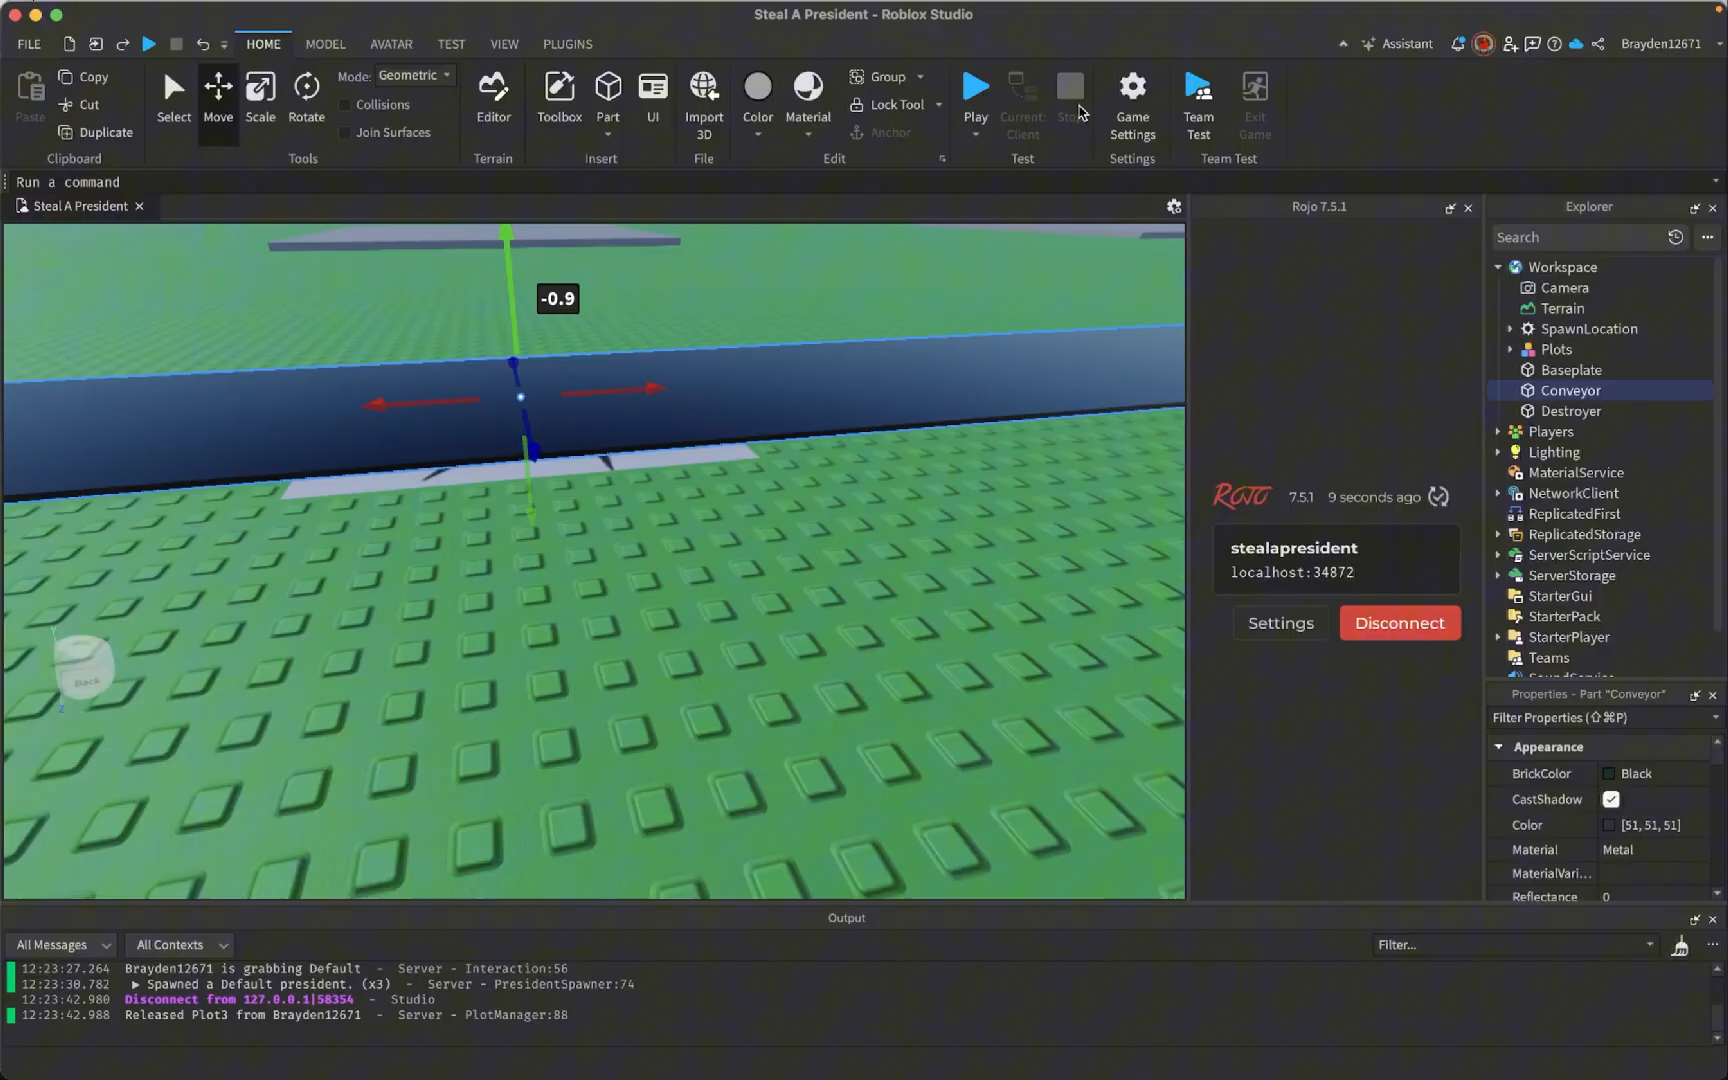 Steal A President - Roblox Studio
FILE HOME MODEL AVATAR TEST VIEW PLUGINS Assistant Brayden12671
Paste Copy Cut Duplicate Clipboard
Select Move Scale Rotate Mode: Geometric Collisions Join Surfaces Tools
Editor Terrain
Toolbox Part UI Insert
Import 3D File
Color Material Group Lock Tool Anchor Edit
Play Current: Client Test
Game Settings Settings
Team Test Exit Game Team Test
Run a command
Steal A President
-0.9
Back
Rojo 7.5.1
ROJO 7.5.1 9 seconds ago
stealapresident
localhost:34872
Settings Disconnect
Explorer
Search
Workspace
Camera
Terrain
SpawnLocation
Plots
Baseplate
Conveyor
Destroyer
Players
Lighting
MaterialService
NetworkClient
ReplicatedFirst
ReplicatedStorage
ServerScriptService
ServerStorage
StarterGui
StarterPack
StarterPlayer
Teams
Properties - Part "Conveyor"
Filter Properties (⇧⌘P)
Appearance
BrickColor Black
CastShadow
Color [51, 51, 51]
Material Metal
MaterialVari...
Reflectance 0
Output
All Messages All Contexts Filter...
12:23:27.264 Brayden12671 is grabbing Default - Server - Interaction:56
12:23:30.782 ▶ Spawned a Default president. (x3) - Server - PresidentSpawner:74
12:23:42.980 Disconnect from 127.0.0.1|58354 - Studio
12:23:42.988 Released Plot3 from Brayden12671 - Server - PlotManager:88